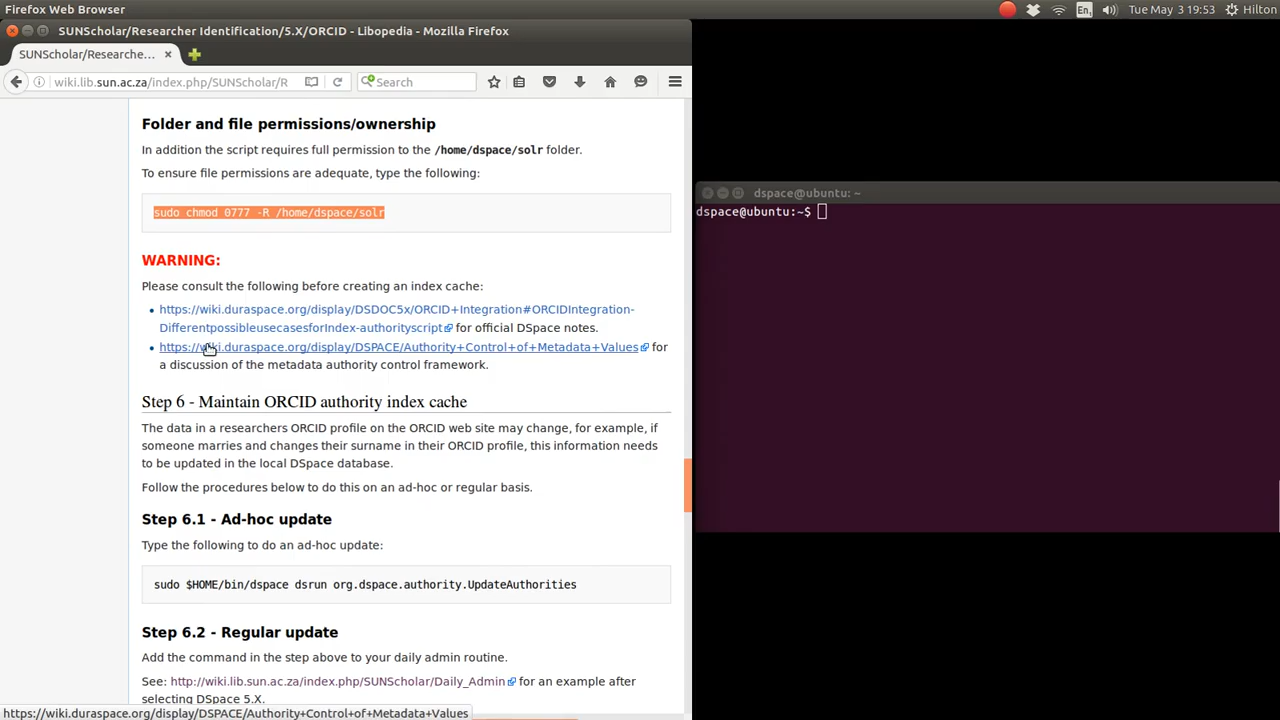 Firefox Web Browser
En
Tue May 3 19:53
Hilton
SUNScholar/Researcher Identification/5.X/ORCID - Libopedia - Mozilla Firefox
SUNScholar/Researche...
wiki.lib.sun.ac.za/index.php/SUNScholar/R
Search
Folder and file permissions/ownership
In addition the script requires full permission to the /home/dspace/solr folder.
To ensure file permissions are adequate, type the following:
sudo chmod 0777 -R /home/dspace/solr
WARNING:
Please consult the following before creating an index cache:
https://wiki.duraspace.org/display/DSDOC5x/ORCID+Integration#ORCIDIntegration-
DifferentpossibleusecasesforIndex-authorityscript for official DSpace notes.
https://wiki.duraspace.org/display/DSPACE/Authority+Control+of+Metadata+Values for
a discussion of the metadata authority control framework.
Step 6 - Maintain ORCID authority index cache
The data in a researchers ORCID profile on the ORCID web site may change, for example, if
someone marries and changes their surname in their ORCID profile, this information needs
to be updated in the local DSpace database.
Follow the procedures below to do this on an ad-hoc or regular basis.
Step 6.1 - Ad-hoc update
Type the following to do an ad-hoc update:
sudo $HOME/bin/dspace dsrun org.dspace.authority.UpdateAuthorities
Step 6.2 - Regular update
Add the command in the step above to your daily admin routine.
See: http://wiki.lib.sun.ac.za/index.php/SUNScholar/Daily_Admin for an example after
selecting DSpace 5.X.
https://wiki.duraspace.org/display/DSPACE/Authority+Control+of+Metadata+Values
dspace@ubuntu: ~
dspace@ubuntu:~$